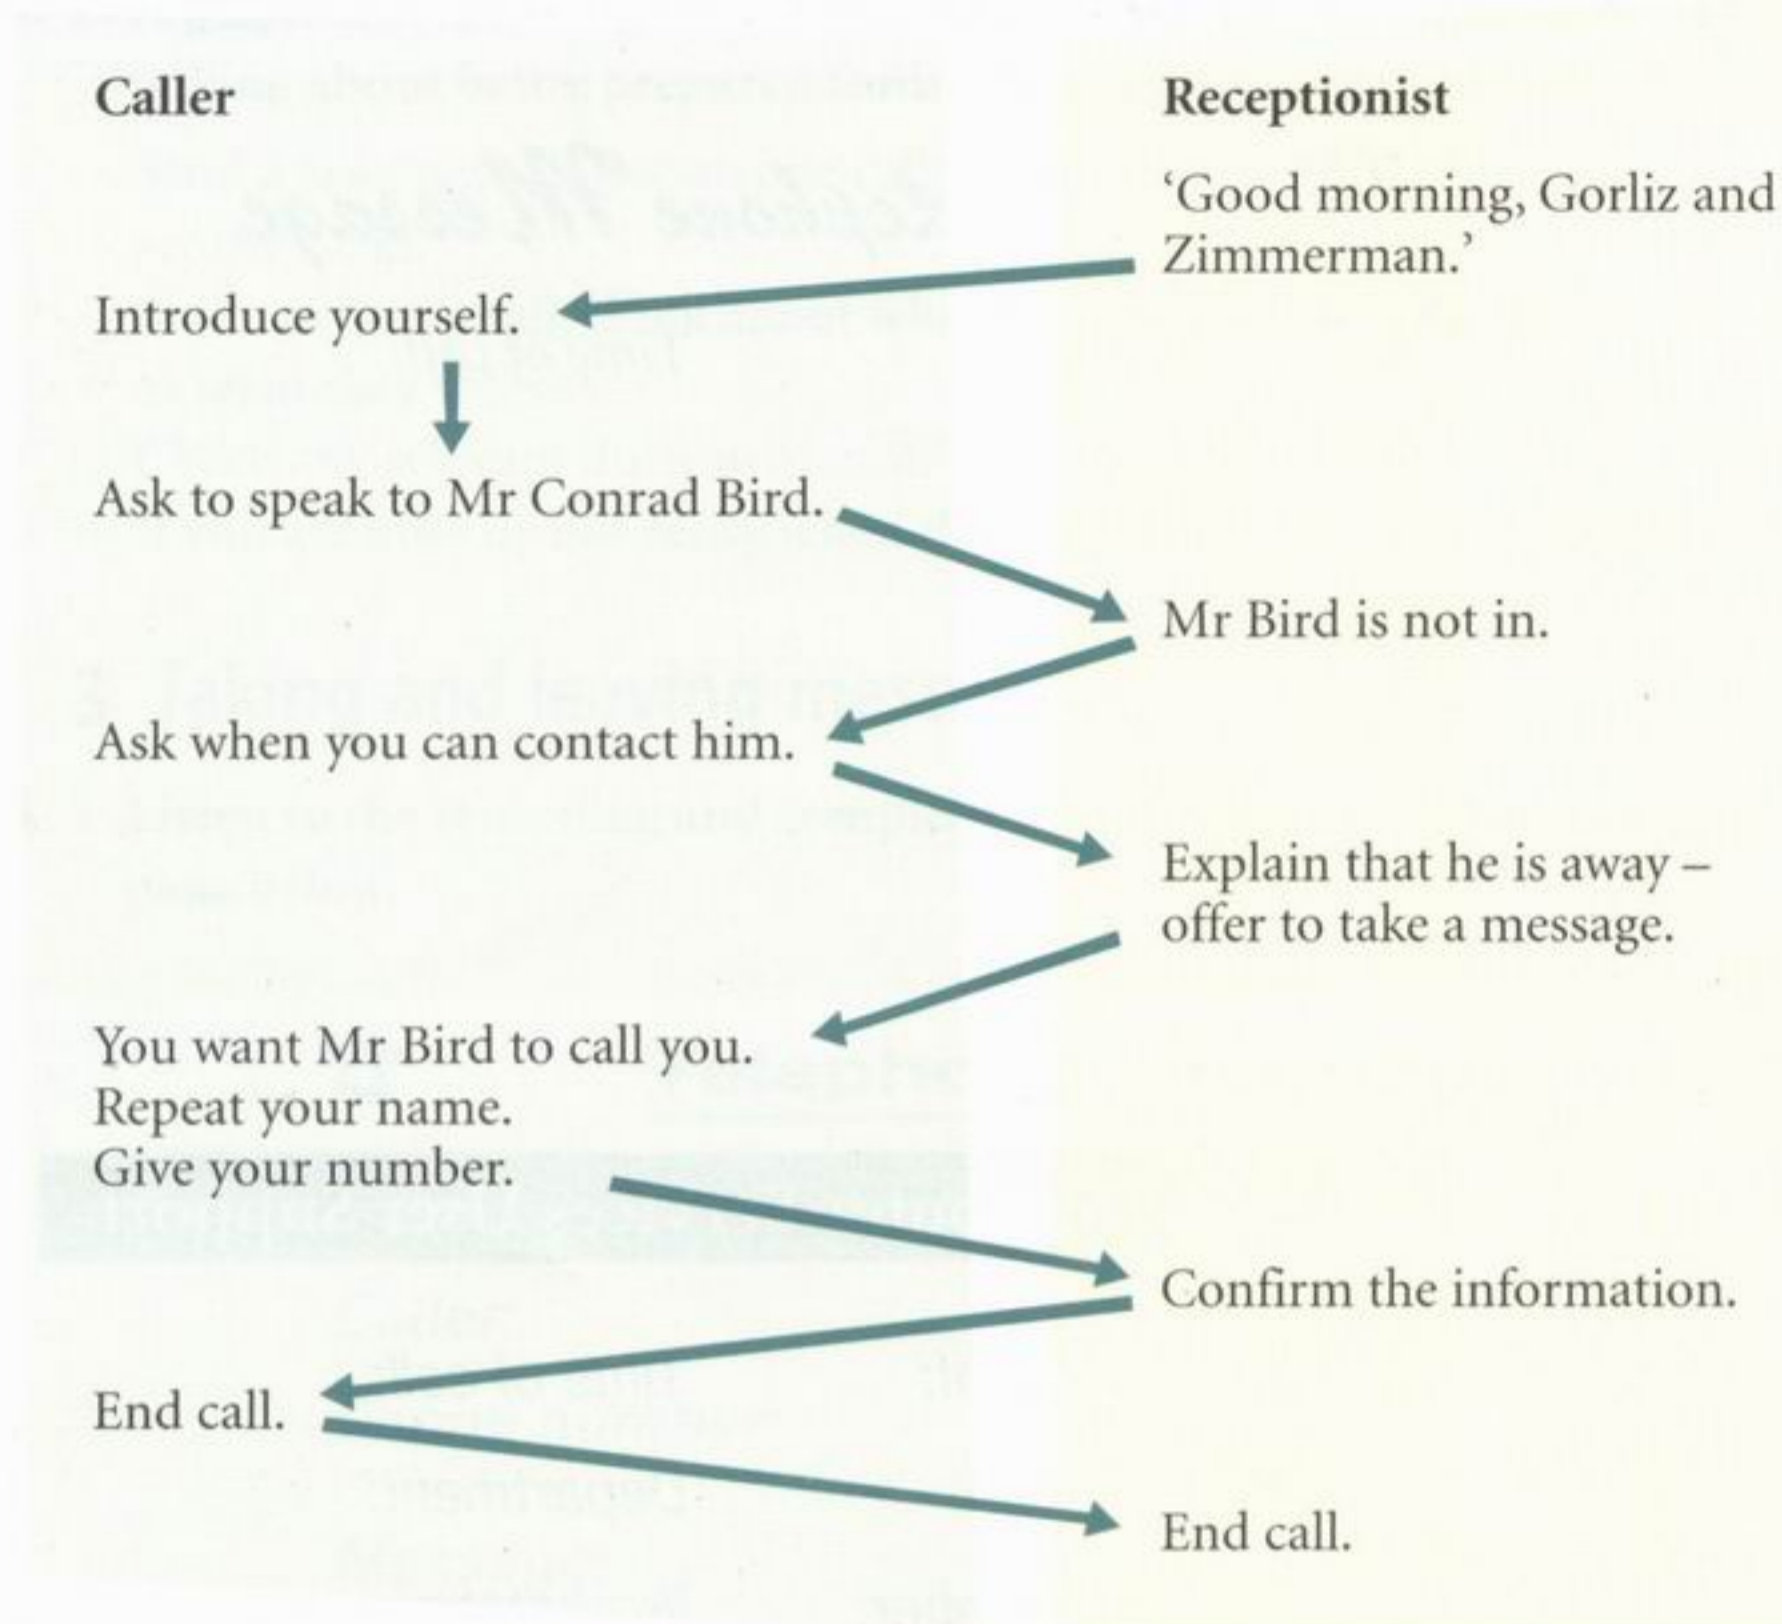 Caller
Receptionist
‘Good morning, Gorliz and
Zimmerman.’
Introduce yourself.
Ask to speak to Mr Conrad Bird.
Mr Bird is not in.
Ask when you can contact him.
Explain that he is away –
offer to take a message.
You want Mr Bird to call you.
Repeat your name.
Give your number.
Confirm the information.
End call.
End call.